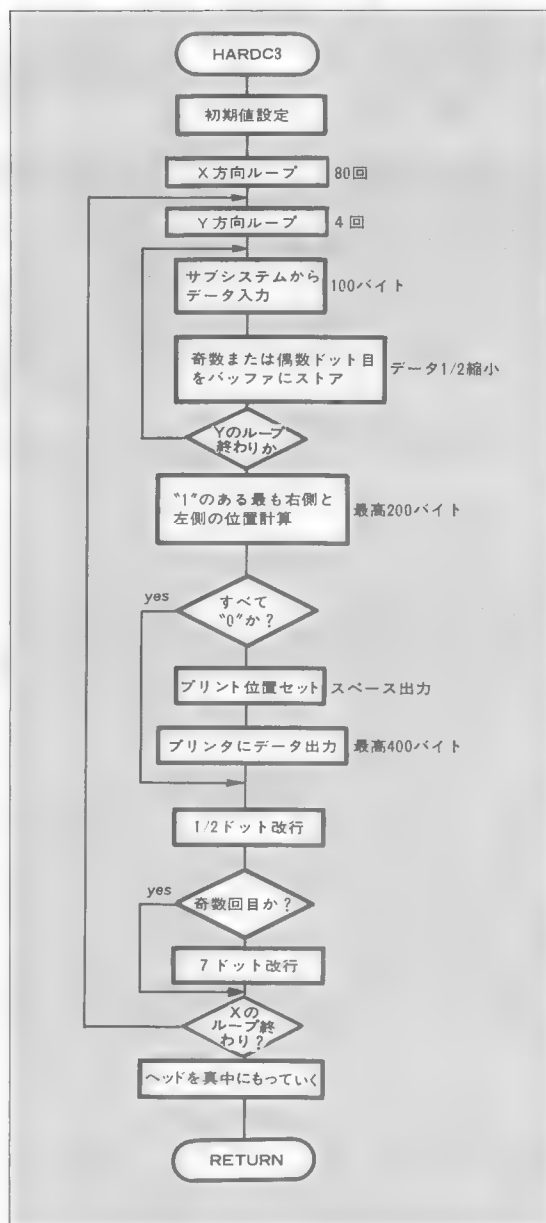 HARDC3
初期値設定
X方向ループ 80回
Y方向ループ 4回
サブシステムから
データ入力
100バイト
奇数または偶数ドット目
をバッファにストア
データ1/2縮小
Yのループ
終わりか
"1"のある最も右側と
左側の位置計算
最高200バイト
yes
すべて
"0"か?
プリント位置セット スペース出力
プリンタにデータ出力 最高400バイト
1/2ドット改行
yes
奇数回目か?
7ドット改行
Xの
ループ終
わり?
ヘッドを真中にもっていく
RETURN